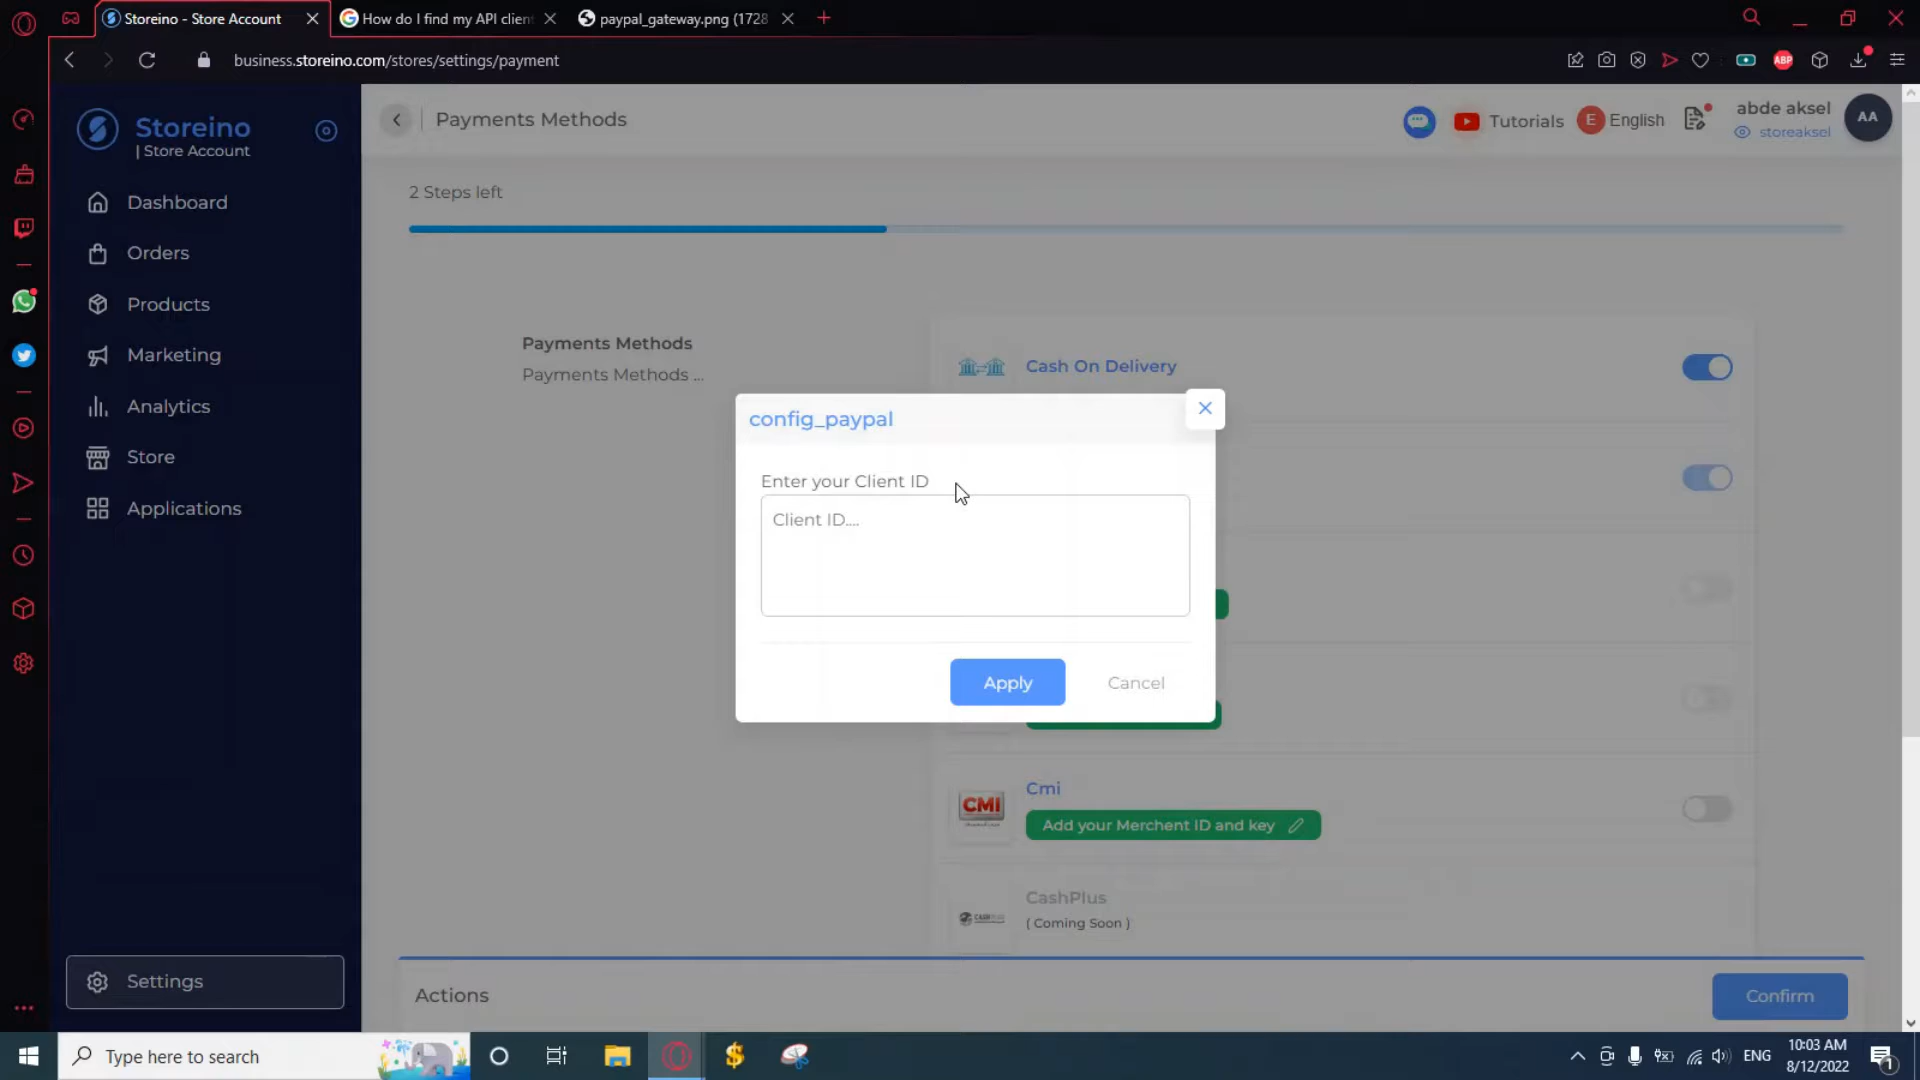 Storeino - Store Account
How do I find my API clien
paypal_gateway.png (1728
business.storeino.com/stores/settings/payment
ABP
Storeino
| Store Account
Payments Methods
Tutorials
E
English
abde aksel
storeaksel
AA
Dashboard
Orders
Products
Marketing
Analytics
Store
Applications
Settings
2 Steps left
Payments Methods
Payments Methods ...
Cash On Delivery
config_paypal
Enter your Client ID
Client ID....
Apply
Cancel
CMI
Cmi
Add your Merchent ID and key
CASHPLUS
CashPlus
( Coming Soon )
Actions
Confirm
Type here to search
ENG
10:03 AM
8/12/2022
1